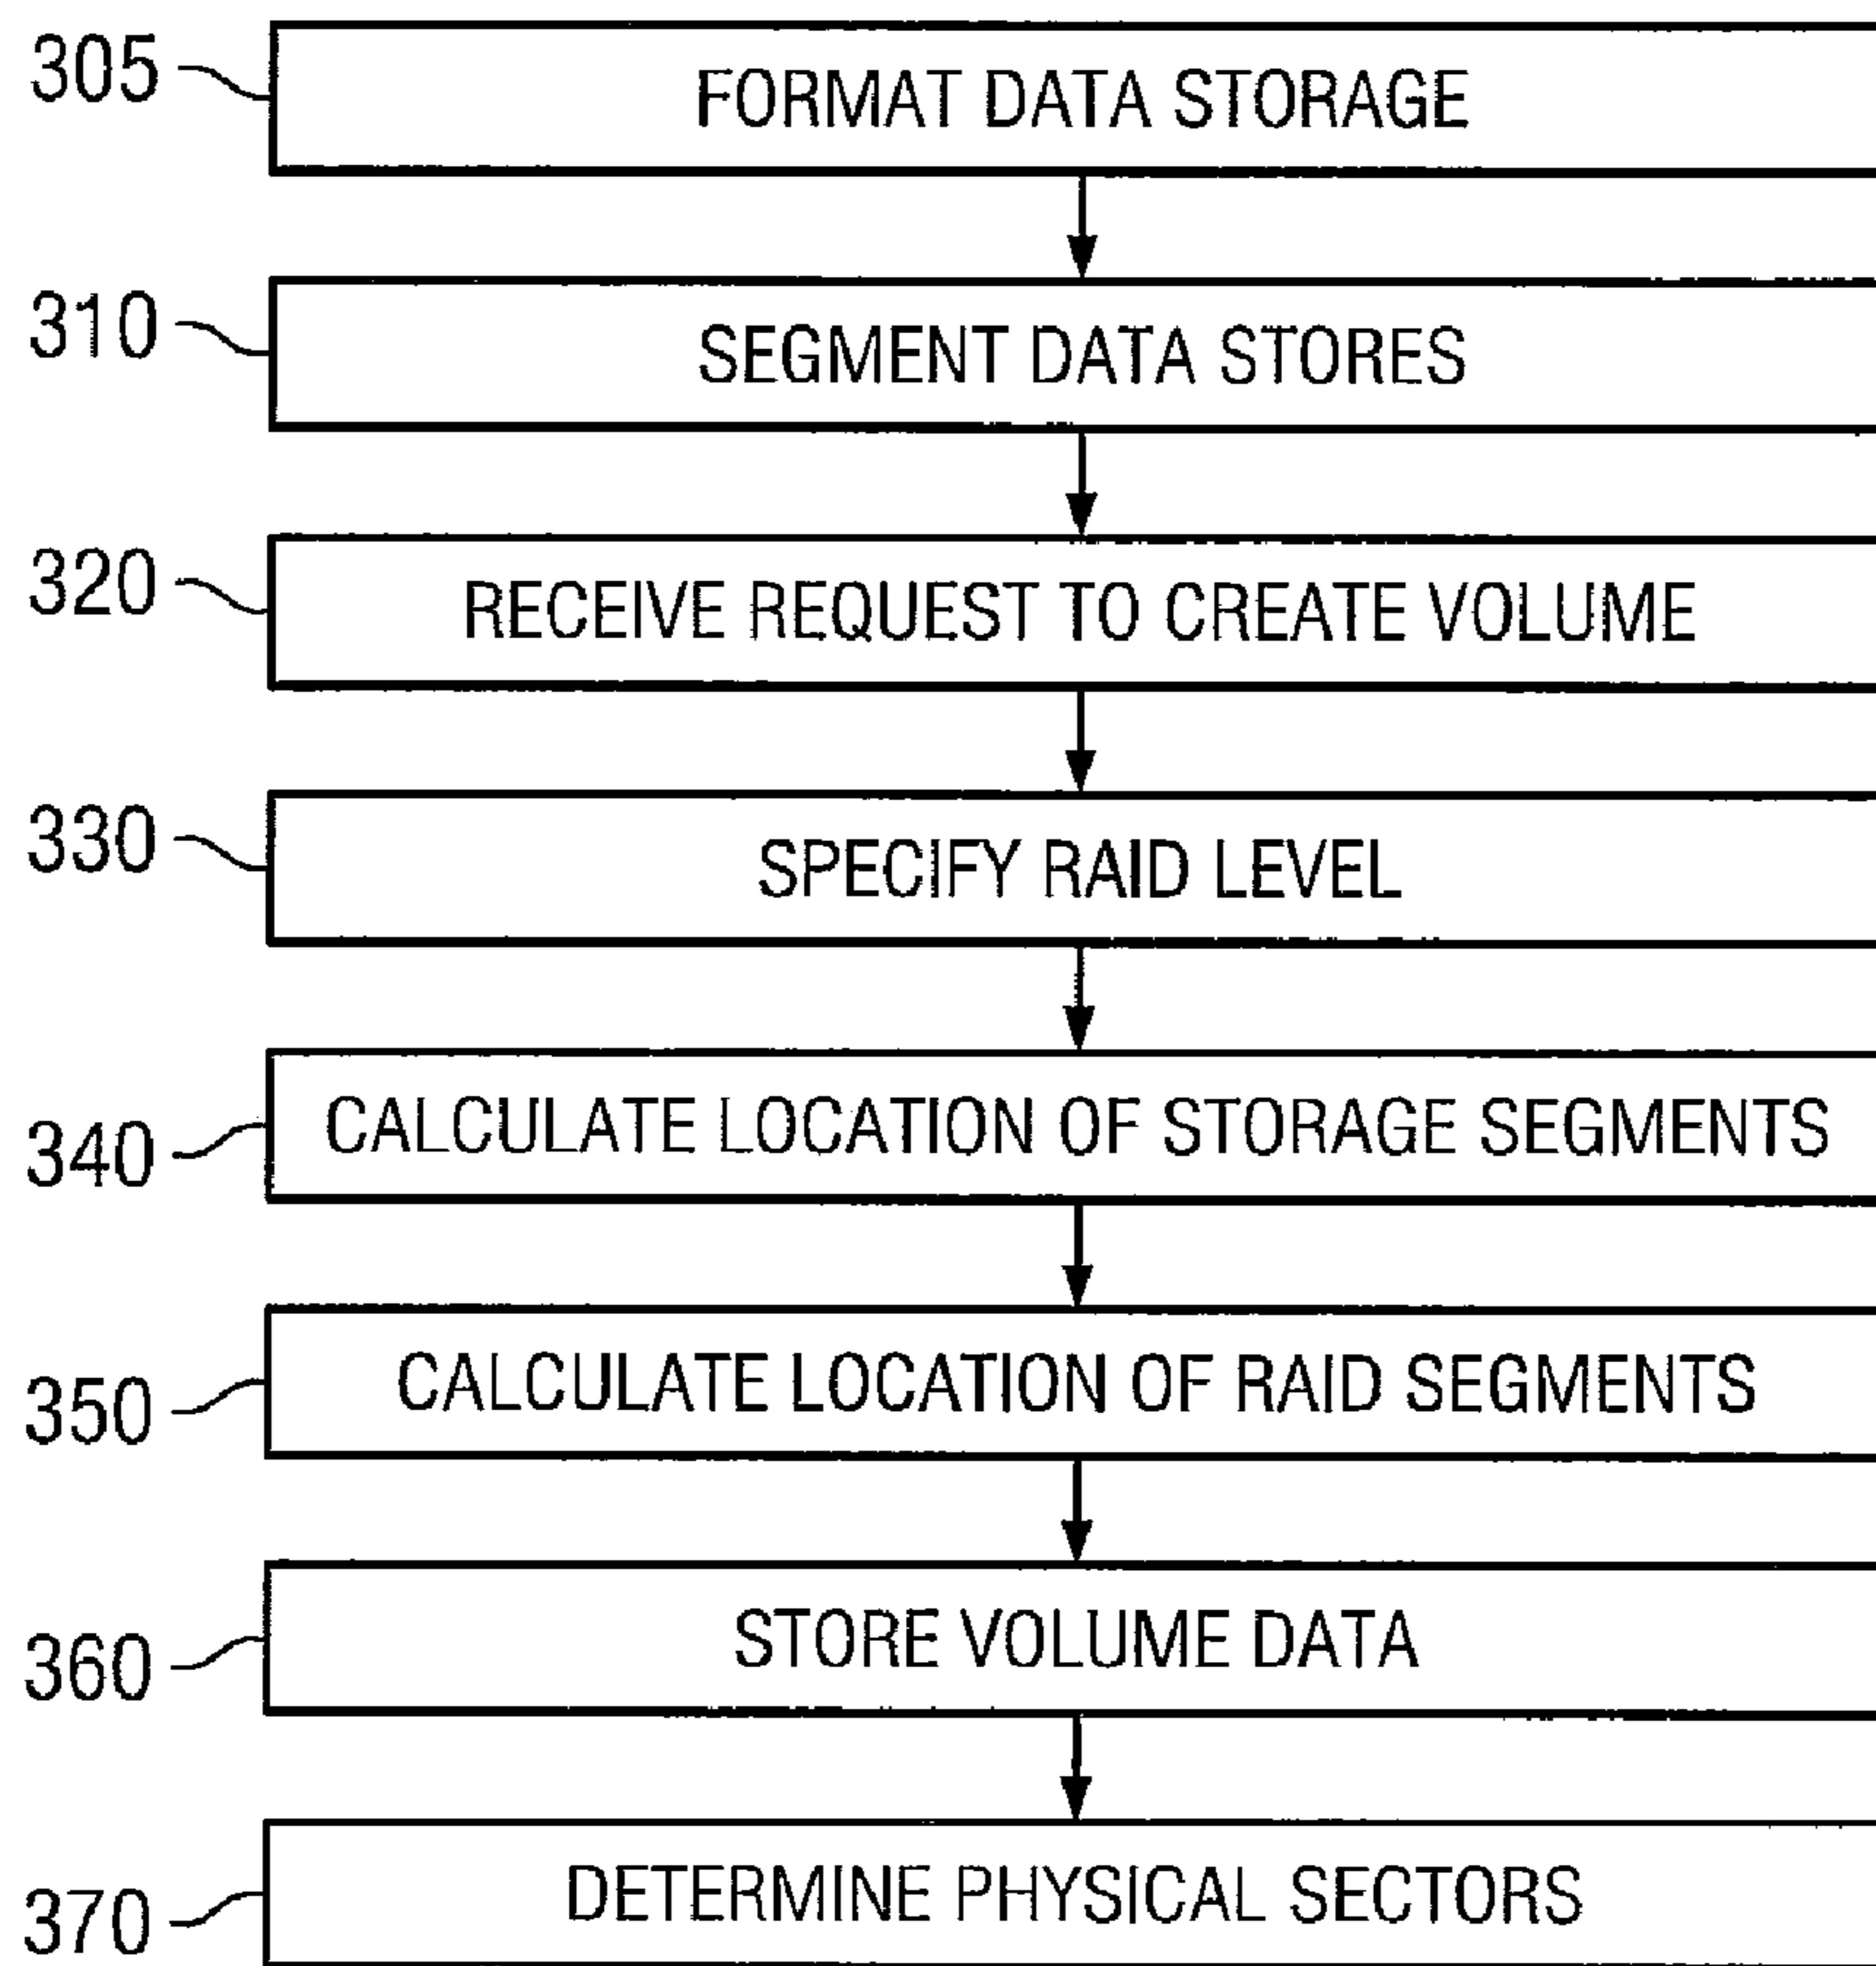 305 FORMAT DATA STORAGE
310 SEGMENT DATA STORES
320 RECEIVE REQUEST TO CREATE VOLUME
330 SPECIFY RAID LEVEL
340 CALCULATE LOCATION OF STORAGE SEGMENTS
350 CALCULATE LOCATION OF RAID SEGMENTS
360 STORE VOLUME DATA
370 DETERMINE PHYSICAL SECTORS